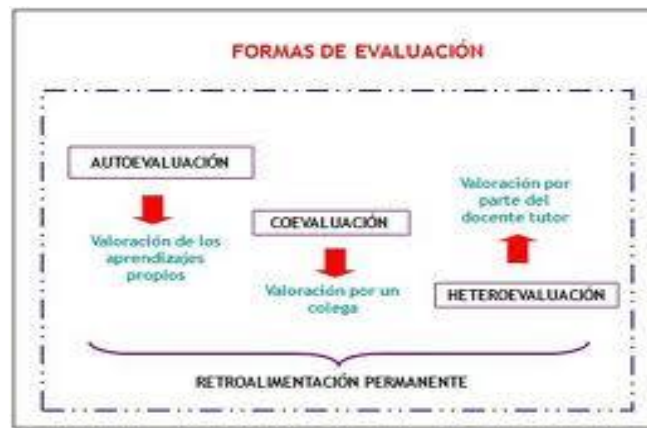 FORMAS DE EVALUACIÓN
AUTOEVALUACIÓN
Valoración de los
aprendizajes propios
COEVALUACIÓN
Valoración por un
colega
Valoración por
parte del
docente tutor
HETEROEVALUACIÓN
RETROALIMENTACIÓN PERMANENTE